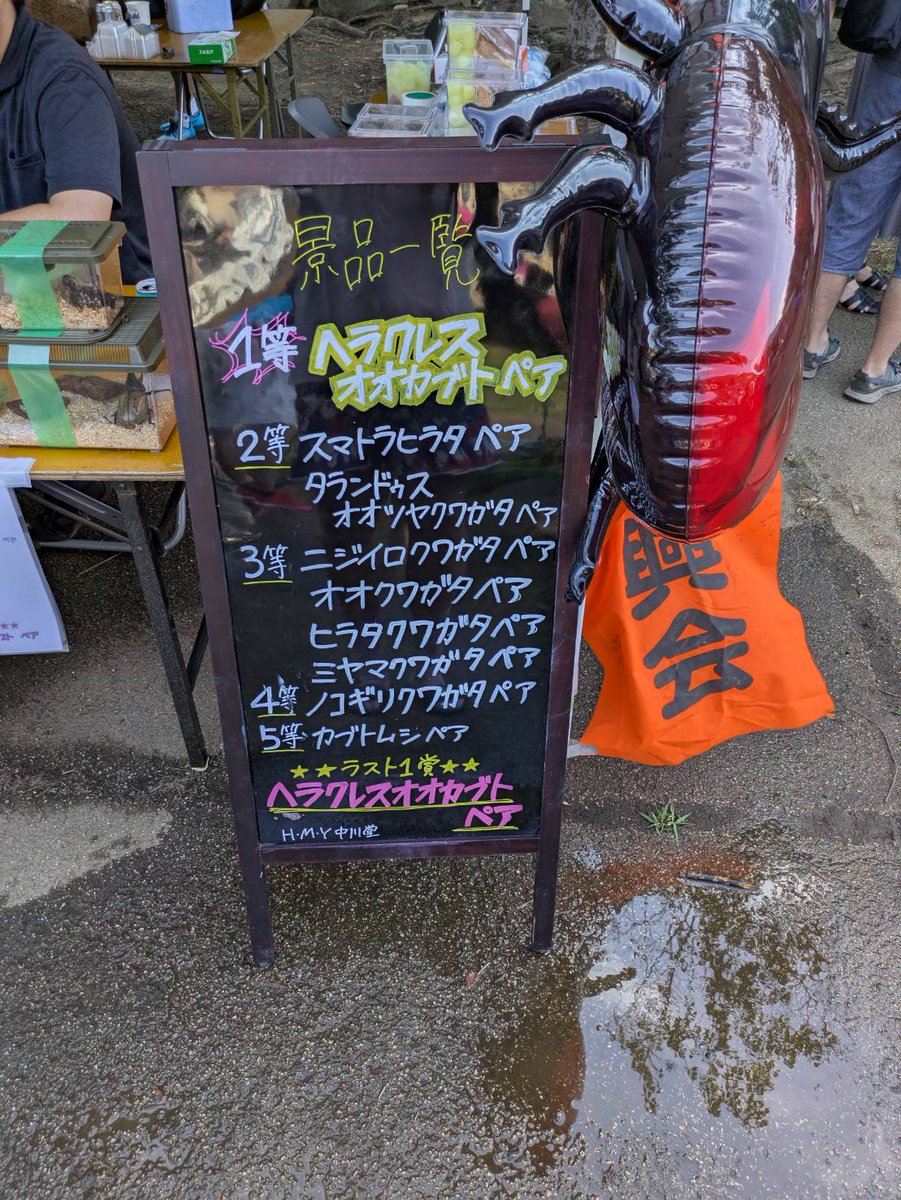 景品一覧
1等 ヘラクレス
オオカブト ペア
2等 スマトラヒラタ ペア
タランドゥス
オオツヤクワガタ ペア
3等 ニジイロクワガタ ペア
オオクワガタ ペア
ヒラタクワガタ ペア
ミヤマクワガタ ペア
4等 ノコギリクワガタ ペア
5等 カブトムシ ペア
★★ラスト1賞★★
ヘラクレスオオカブト
ペア
H・M・Y 中川堂
興会